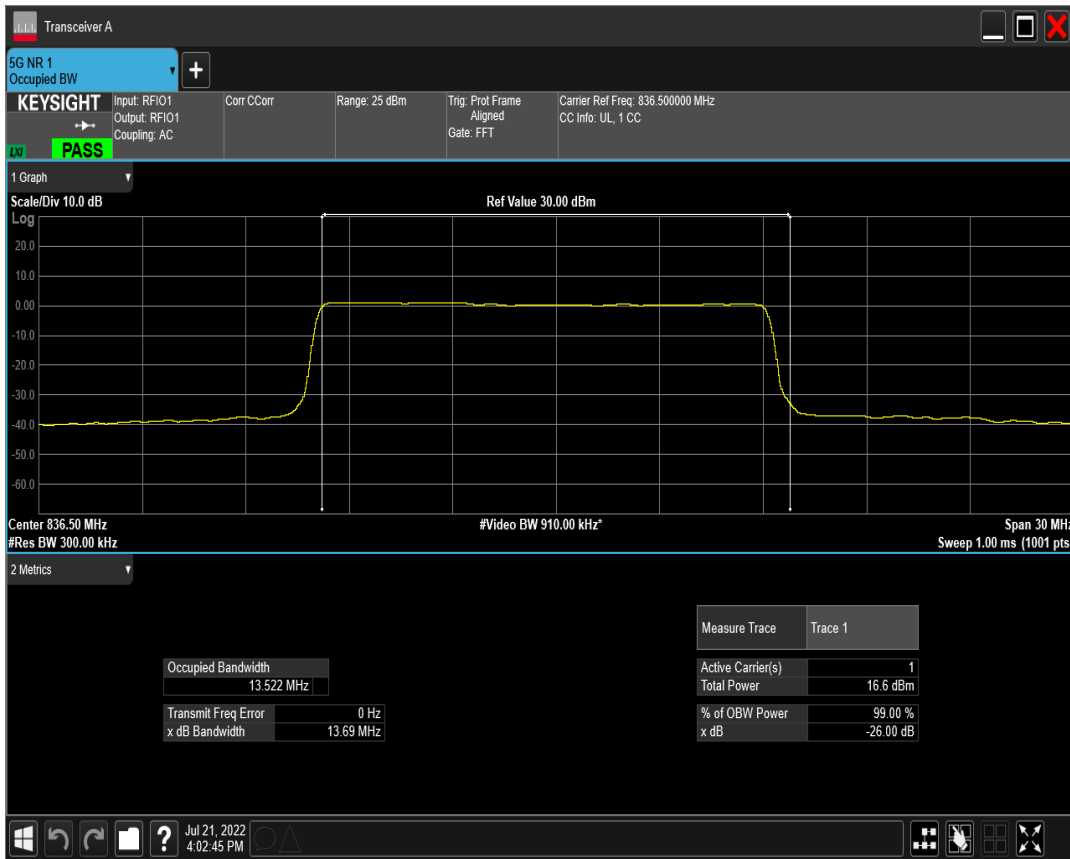 Transceiver A
5G NR 1
Occupied BW
+
KEYSIGHT
LXI
PASS
Input: RFIO1
Output: RFIO1
Coupling: AC
Corr CCorr
Range: 25 dBm
Trig: Prot Frame
Aligned
Gate: FFT
Carrier Ref Freq: 836.500000 MHz
CC Info: UL, 1 CC
1 Graph
Scale/Div 10.0 dB
Ref Value 30.00 dBm
Log
20.0
10.0
0.00
-10.0
-20.0
-30.0
-40.0
-50.0
-60.0
Center 836.50 MHz
#Video BW 910.00 kHz*
Span 30 MHz
#Res BW 300.00 kHz
Sweep 1.00 ms (1001 pts
2 Metrics
Measure Trace Trace 1
Occupied Bandwidth
13.522 MHz
Active Carrier(s) 1
Total Power 16.6 dBm
Transmit Freq Error 0 Hz
x dB Bandwidth 13.69 MHz
% of OBW Power 99.00 %
x dB -26.00 dB
?
Jul 21, 2022
4:02:45 PM